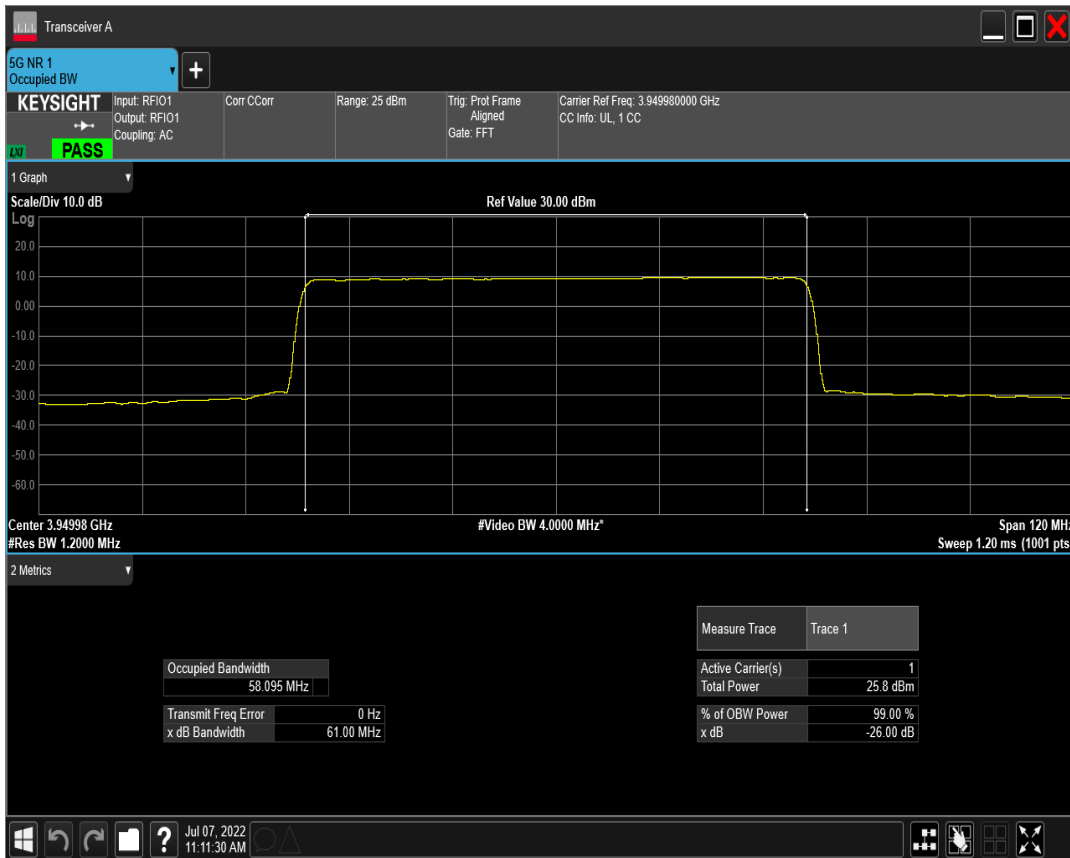 Transceiver A
5G NR 1
Occupied BW
+
KEYSIGHT
LXI
PASS
Input: RFIO1
Output: RFIO1
Coupling: AC
Corr CCorr
Range: 25 dBm
Trig: Prot Frame
Aligned
Gate: FFT
Carrier Ref Freq: 3.949980000 GHz
CC Info: UL, 1 CC
1 Graph
Scale/Div 10.0 dB
Ref Value 30.00 dBm
Log
20.0
10.0
0.00
-10.0
-20.0
-30.0
-40.0
-50.0
-60.0
Center 3.94998 GHz
#Video BW 4.0000 MHz*
Span 120 MHz
#Res BW 1.2000 MHz
Sweep 1.20 ms (1001 pts
2 Metrics
Measure Trace Trace 1
Occupied Bandwidth
58.095 MHz
Active Carrier(s) 1
Total Power 25.8 dBm
Transmit Freq Error 0 Hz
x dB Bandwidth 61.00 MHz
% of OBW Power 99.00 %
x dB -26.00 dB
?
Jul 07, 2022
11:11:30 AM